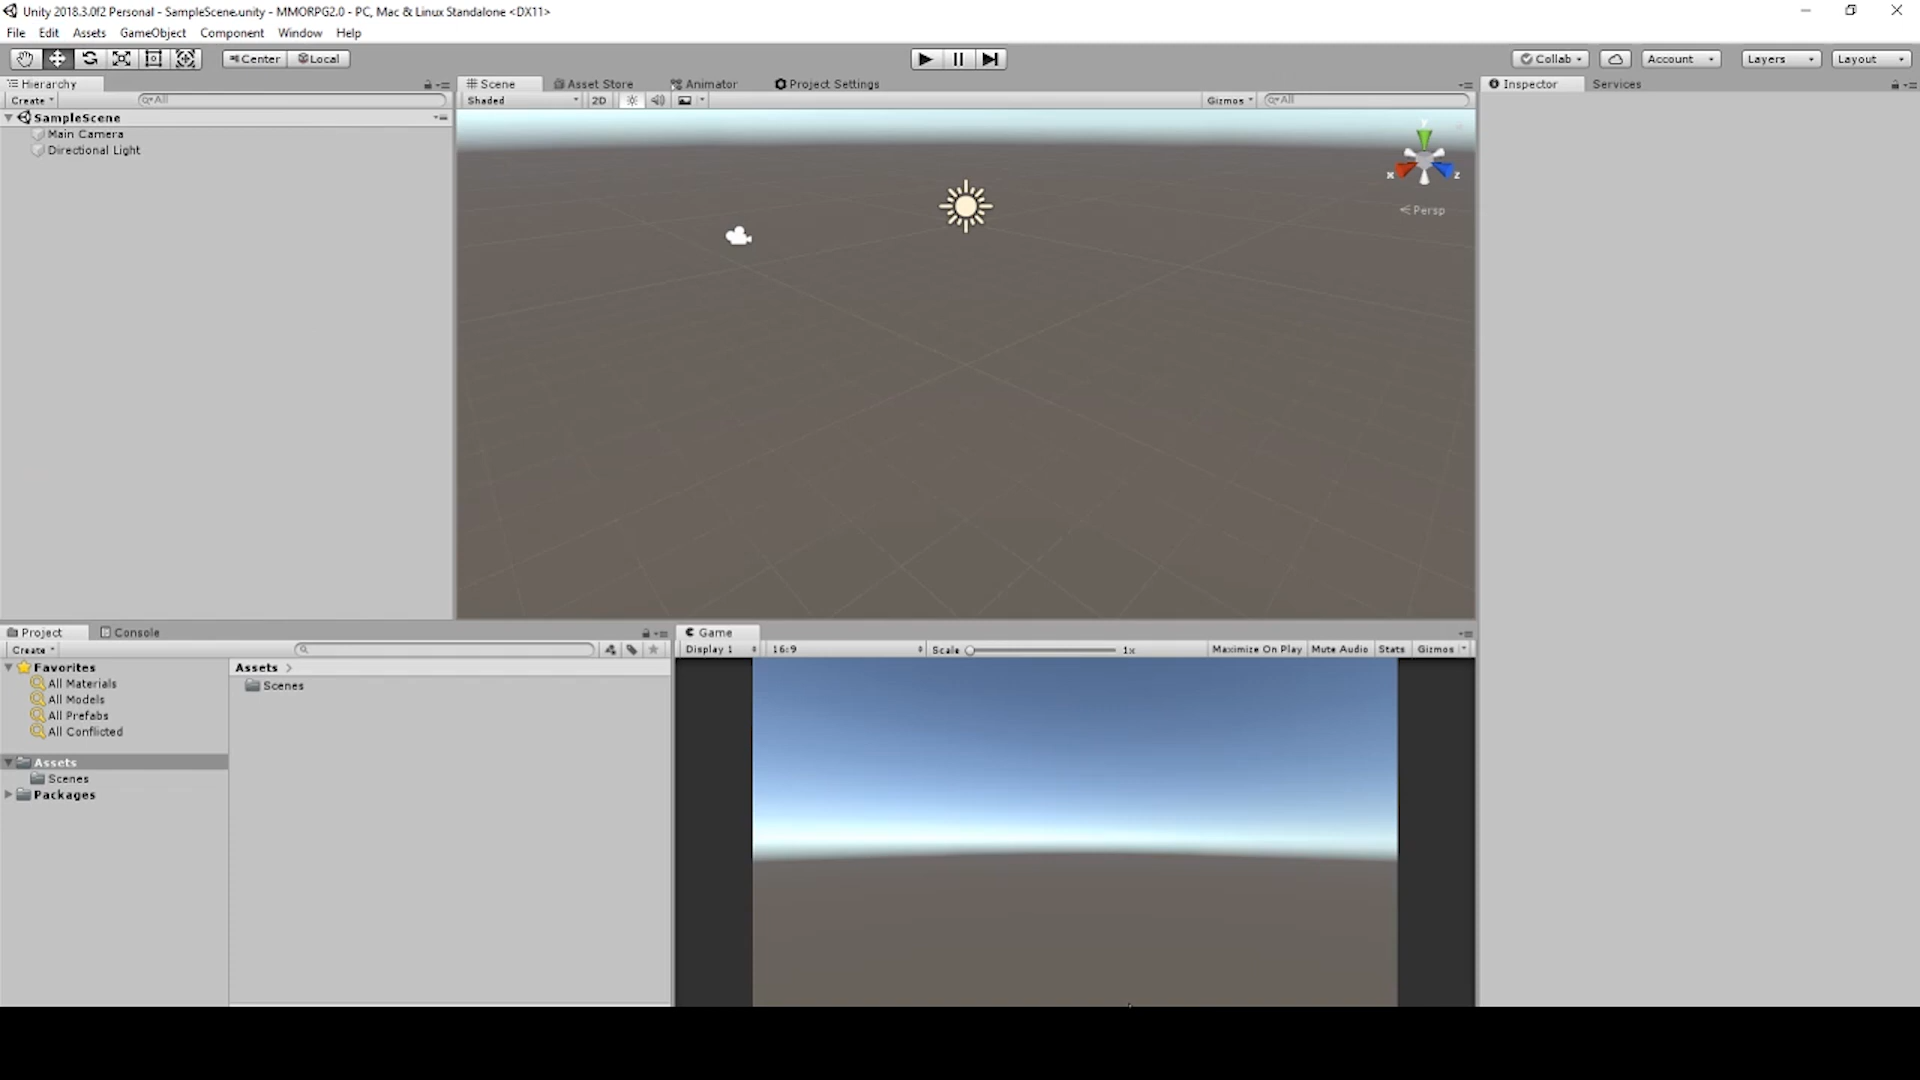 Unity 2018.3.0f2 Personal - SampleScene.unity - MMORPG2.0 - PC, Mac & Linux Standalone <DX11>
File Edit Assets GameObject Component Window Help
Center Local Collab Account Layers Layout
Hierarchy Scene Asset Store Animator Project Settings Inspector Services
Create All Shaded 2D Gizmos All
SampleScene
Main Camera
Directional Light
y
x z
Persp
Project Console Game
Create Display 1 16:9 Scale 1x Maximize On Play Mute Audio Stats Gizmos
Favorites Assets
All Materials Scenes
All Models
All Prefabs
All Conflicted
Assets
Scenes
Packages